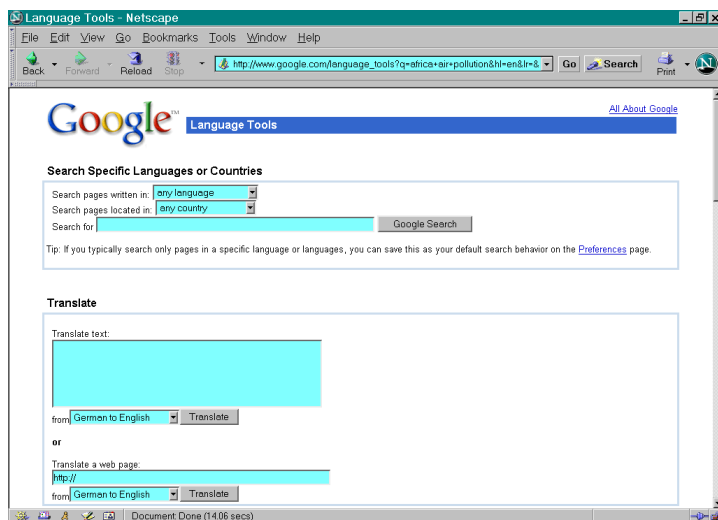 Language Tools - Netscape
File Edit View Go Bookmarks Tools Window Help
Back Forward Reload Stop http://www.google.com/language_tools?q=africa+air+pollution&hl=en&lr=& Go Search Print N
All About Google
Google™ Language Tools
Search Specific Languages or Countries
Search pages written in: any language
Search pages located in: any country
Search for Google Search
Tip: If you typically search only pages in a specific language or languages, you can save this as your default search behavior on the Preferences page.
Translate
Translate text:
from German to English Translate
or
Translate a web page:
http://
from German to English Translate
Document: Done (14.06 secs)